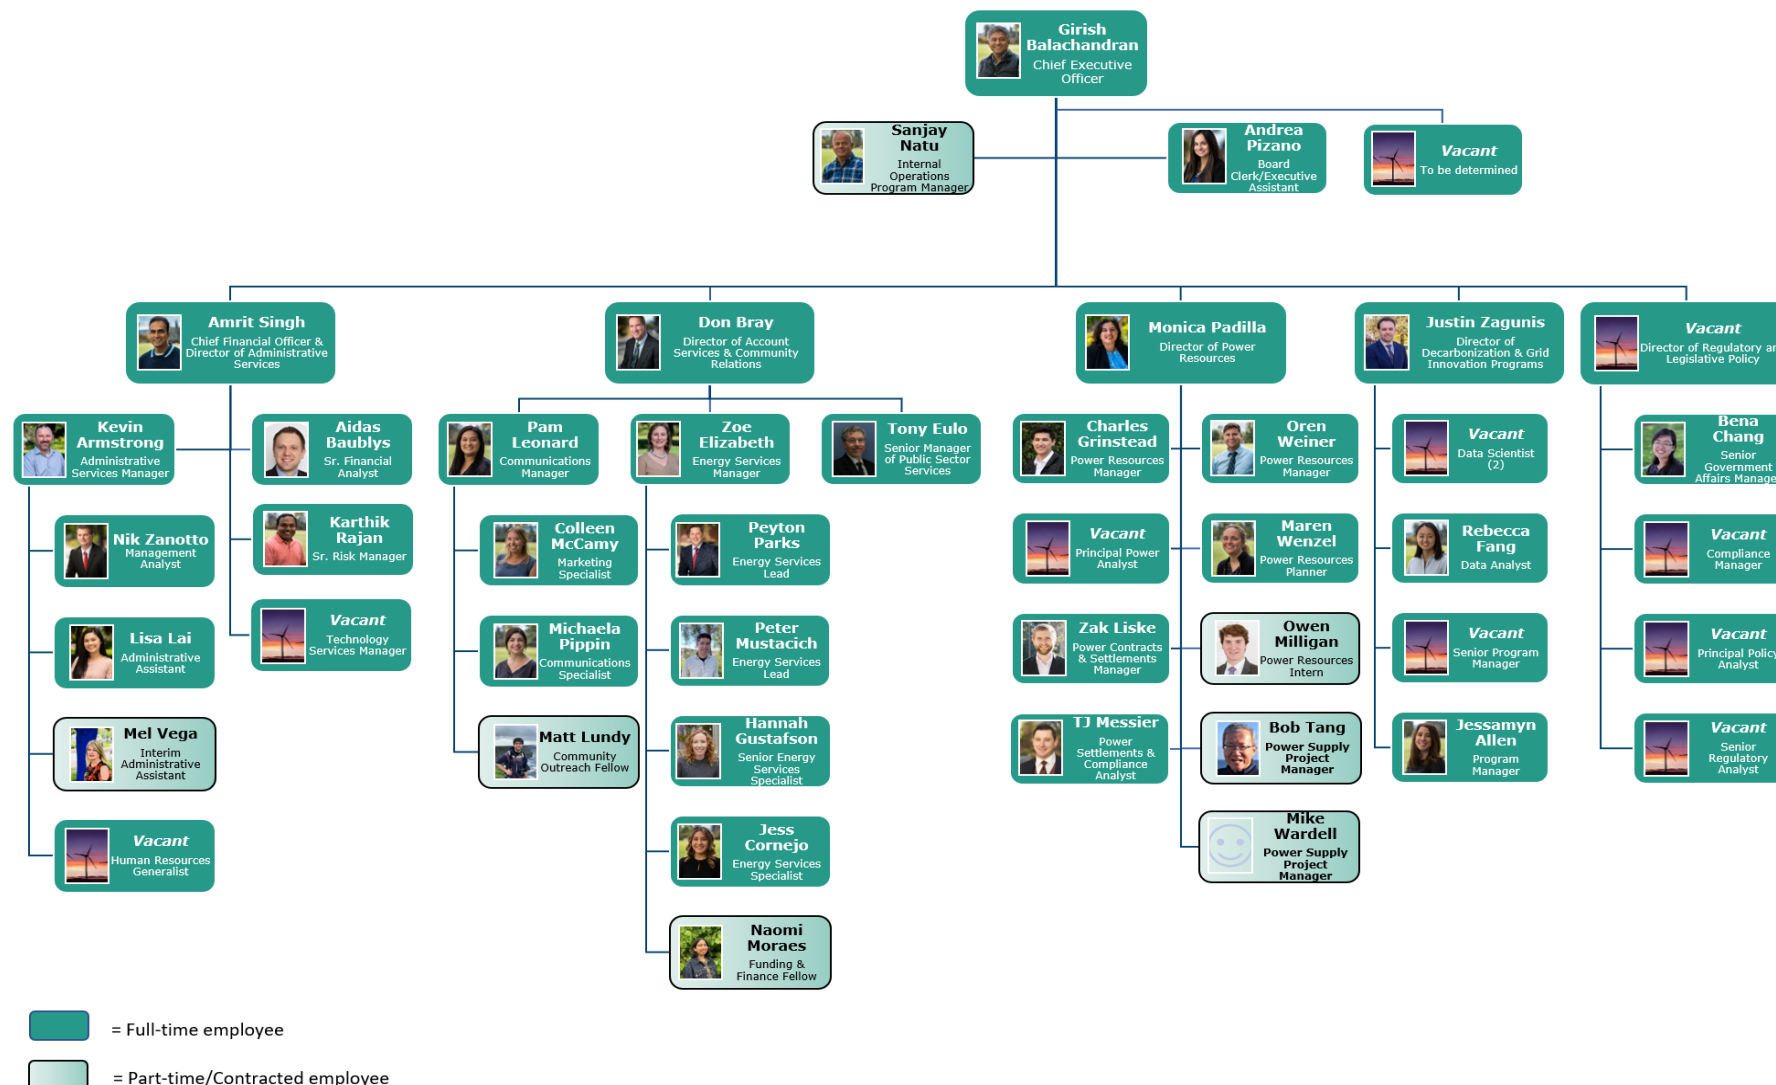 Girish
Balachandran
Chief Executive
Officer
Sanjay
Natu
Internal
Operations
Program Manager
Andrea
Pizano
Board
Clerk/Executive
Assistant
Vacant
To be determined
Amrit Singh
Chief Financial Officer &
Director of Administrative
Services
Don Bray
Director of Account
Services & Community
Relations
Monica Padilla
Director of Power
Resources
Justin Zagunis
Director of
Decarbonization & Grid
Innovation Programs
Vacant
Director of Regulatory an
Legislative Policy
Kevin
Armstrong
Administrative
Services Manager
Aidas
Baublys
Sr. Financial
Analyst
Nik Zanotto
Management
Analyst
Karthik
Rajan
Sr. Risk Manager
Lisa Lai
Administrative
Assistant
Vacant
Technology
Services Manager
Mel Vega
Interim
Administrative
Assistant
Vacant
Human Resources
Generalist
Pam
Leonard
Communications
Manager
Zoe
Elizabeth
Energy Services
Manager
Tony Eulo
Senior Manager
of Public Sector
Services
Colleen
McCamy
Marketing
Specialist
Michaela
Pippin
Communications
Specialist
Matt Lundy
Community
Outreach Fellow
Peyton
Parks
Energy Services
Lead
Peter
Mustacich
Energy Services
Lead
Hannah
Gustafson
Senior Energy
Services
Specialist
Jess
Cornejo
Energy Services
Specialist
Naomi
Moraes
Funding &
Finance Fellow
Charles
Grinstead
Power Resources
Manager
Oren
Weiner
Power Resources
Manager
Vacant
Principal Power
Analyst
Maren
Wenzel
Power Resources
Planner
Zak Liske
Power Contracts
& Settlements
Manager
Owen
Milligan
Power Resources
Intern
TJ Messier
Power
Settlements &
Compliance
Analyst
Bob Tang
Power Supply
Project
Manager
Mike
Wardell
Power Supply
Project
Manager
Vacant
Data Scientist
(2)
Rebecca
Fang
Data Analyst
Vacant
Senior Program
Manager
Jessamyn
Allen
Program
Manager
Bena
Chang
Senior
Government
Affairs Manage
Vacant
Compliance
Manager
Vacant
Principal Policy
Analyst
Vacant
Senior
Regulatory
Analyst
= Full-time employee
= Part-time/Contracted employee